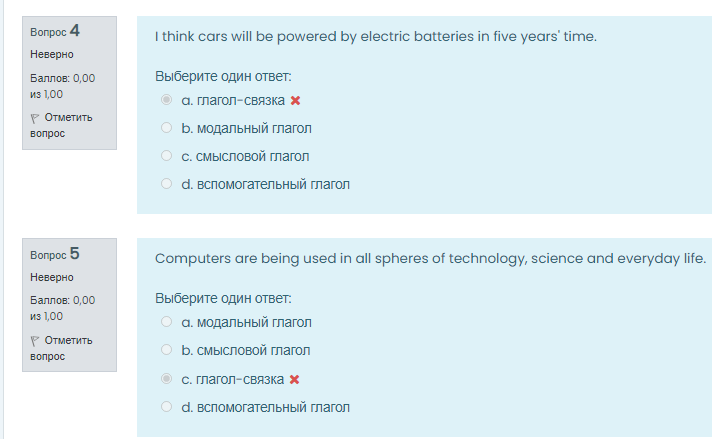 Вопрос 4
Неверно
Баллов: 0,00
из 1,00
Отметить
вопрос
I think cars will be powered by electric batteries in five years' time.
Выберите один ответ:
a. глагол-связка
b. модальный глагол
c. смысловой глагол
d. вспомогательный глагол
Вопрос 5
Неверно
Баллов: 0,00
из 1,00
Отметить
вопрос
Computers are being used in all spheres of technology, science and everyday life.
Выберите один ответ:
a. модальный глагол
b. смысловой глагол
c. глагол-связка
d. вспомогательный глагол